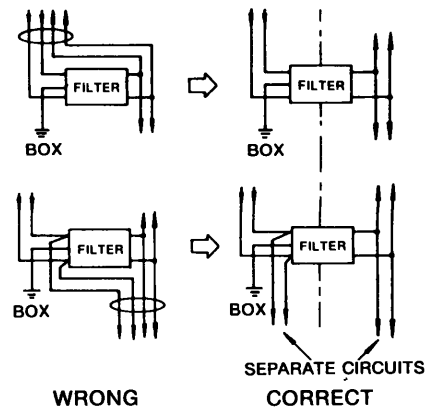 FILTER
FILTER
BOX
BOX
FILTER
FILTER
BOX
BOX
SEPARATE CIRCUITS
WRONG
CORRECT